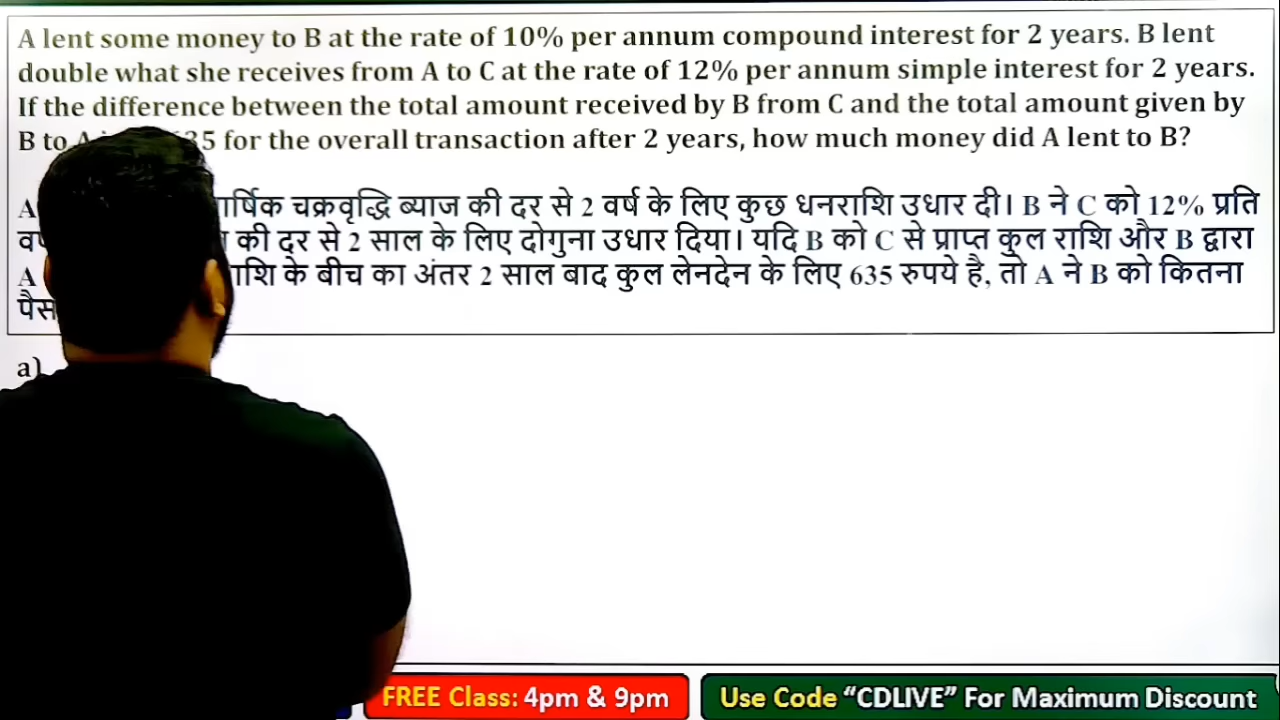 A lent some money to B at the rate of 10% per annum compound interest for 2 years. B lent
double what she receives from A to C at the rate of 12% per annum simple interest for 2 years.
If the difference between the total amount received by B from C and the total amount given by
B to 5 for the overall transaction after 2 years, how much money did A lent to B?
A चक्रवृद्धि ब्याज की दर से 2 वर्ष के लिए कुछ धनराशि उधार दी। B ने C को 12% प्रति
की दर से 2 साल के लिए दोगुना उधार दिया। यदि B को C से प्राप्त कुल राशि और B द्वारा
A के बीच का अंतर 2 साल बाद कुल लेनदेन के लिए 635 रुपये है, तो A ने B को कितना
a)
FREE Class: 4pm & 9pm
Use Code “CDLIVE” For Maximum Discount